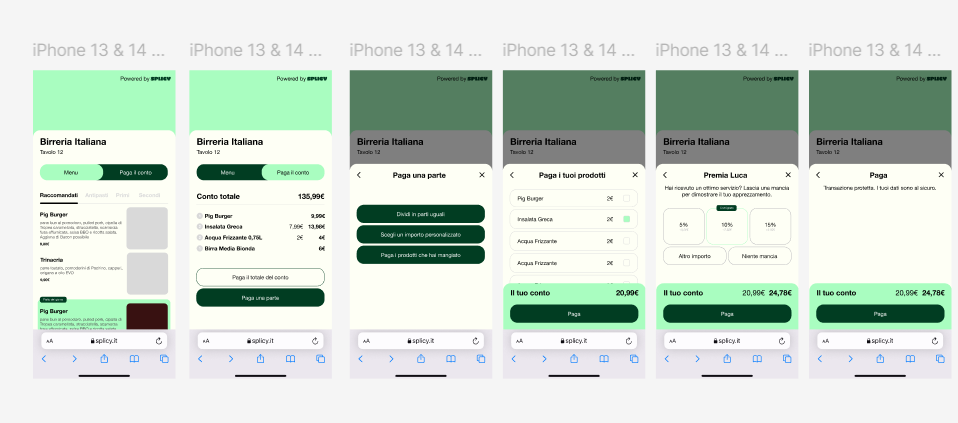 iPhone 13 & 14 ...
Powered by SPLICY
Birreria Italiana
Tavolo 12
Menu
Paga il conto
Raccomandati Antipasti Primi Secondi
Pig Burger
9,99€
Trinacria
Pig Burger
AA
splicy.it
iPhone 13 & 14 ...
Powered by SPLICY
Birreria Italiana
Tavolo 12
Menu
Paga il conto
Conto totale 135,99€
Pig Burger 9,99€
Insalata Greca 7,99€ 13,98€
Acqua Frizzante 0,75L 2€ 4€
Birra Media Bionda 6€
Paga il totale del conto
Paga una parte
AA
splicy.it
iPhone 13 & 14 ...
Powered by SPLICY
Birreria Italiana
Tavolo 12
Paga una parte
Dividi in parti uguali
Scegli un importo personalizzato
Paga i prodotti che hai mangiato
AA
splicy.it
iPhone 13 & 14 ...
Powered by SPLICY
Birreria Italiana
Tavolo 12
Paga i tuoi prodotti
Pig Burger 2€
Insalata Greca 2€
Acqua Frizzante 2€
Acqua Frizzante 2€
Il tuo conto 20,99€
Paga
AA
splicy.it
iPhone 13 & 14 ...
Powered by SPLICY
Birreria Italiana
Tavolo 12
Premia Luca
Hai ricevuto un ottimo servizio? Lascia una mancia
per dimostrare il tuo apprezzamento.
5%
10%
15%
Altro importo
Niente mancia
Il tuo conto 20,99€ 24,78€
Paga
AA
splicy.it
iPhone 13 & 14 ...
Powered by SPLICY
Birreria Italiana
Tavolo 12
Paga
Transazione protetta. I tuoi dati sono al sicuro.
Il tuo conto 20,99€ 24,78€
Paga
AA
splicy.it